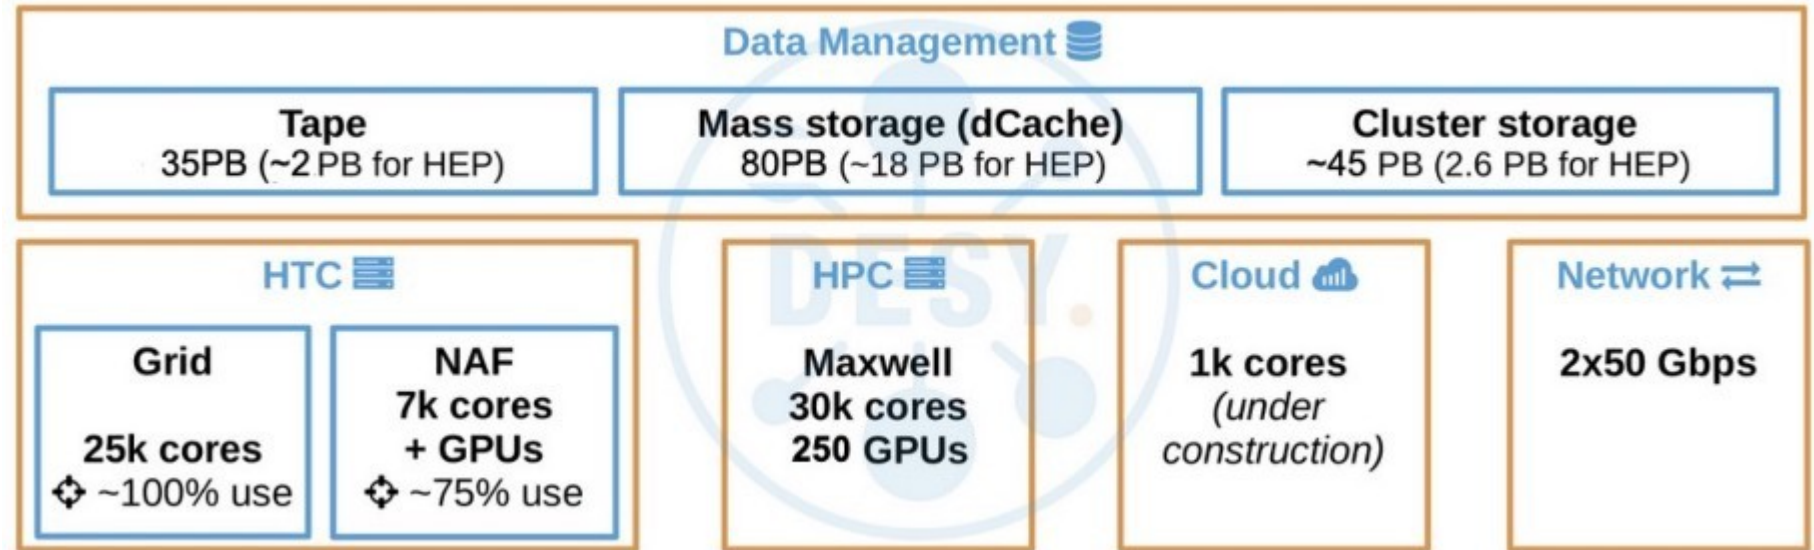 Data Management
Tape
35PB (~2 PB for HEP)
Mass storage (dCache)
80PB (~18 PB for HEP)
Cluster storage
~45 PB (2.6 PB for HEP)
HTC
Grid
25k cores
~100% use
NAF
7k cores
+ GPUs
~75% use
HPC
Maxwell
30k cores
250 GPUs
Cloud
1k cores
(under
construction)
Network
2x50 Gbps
DESY.